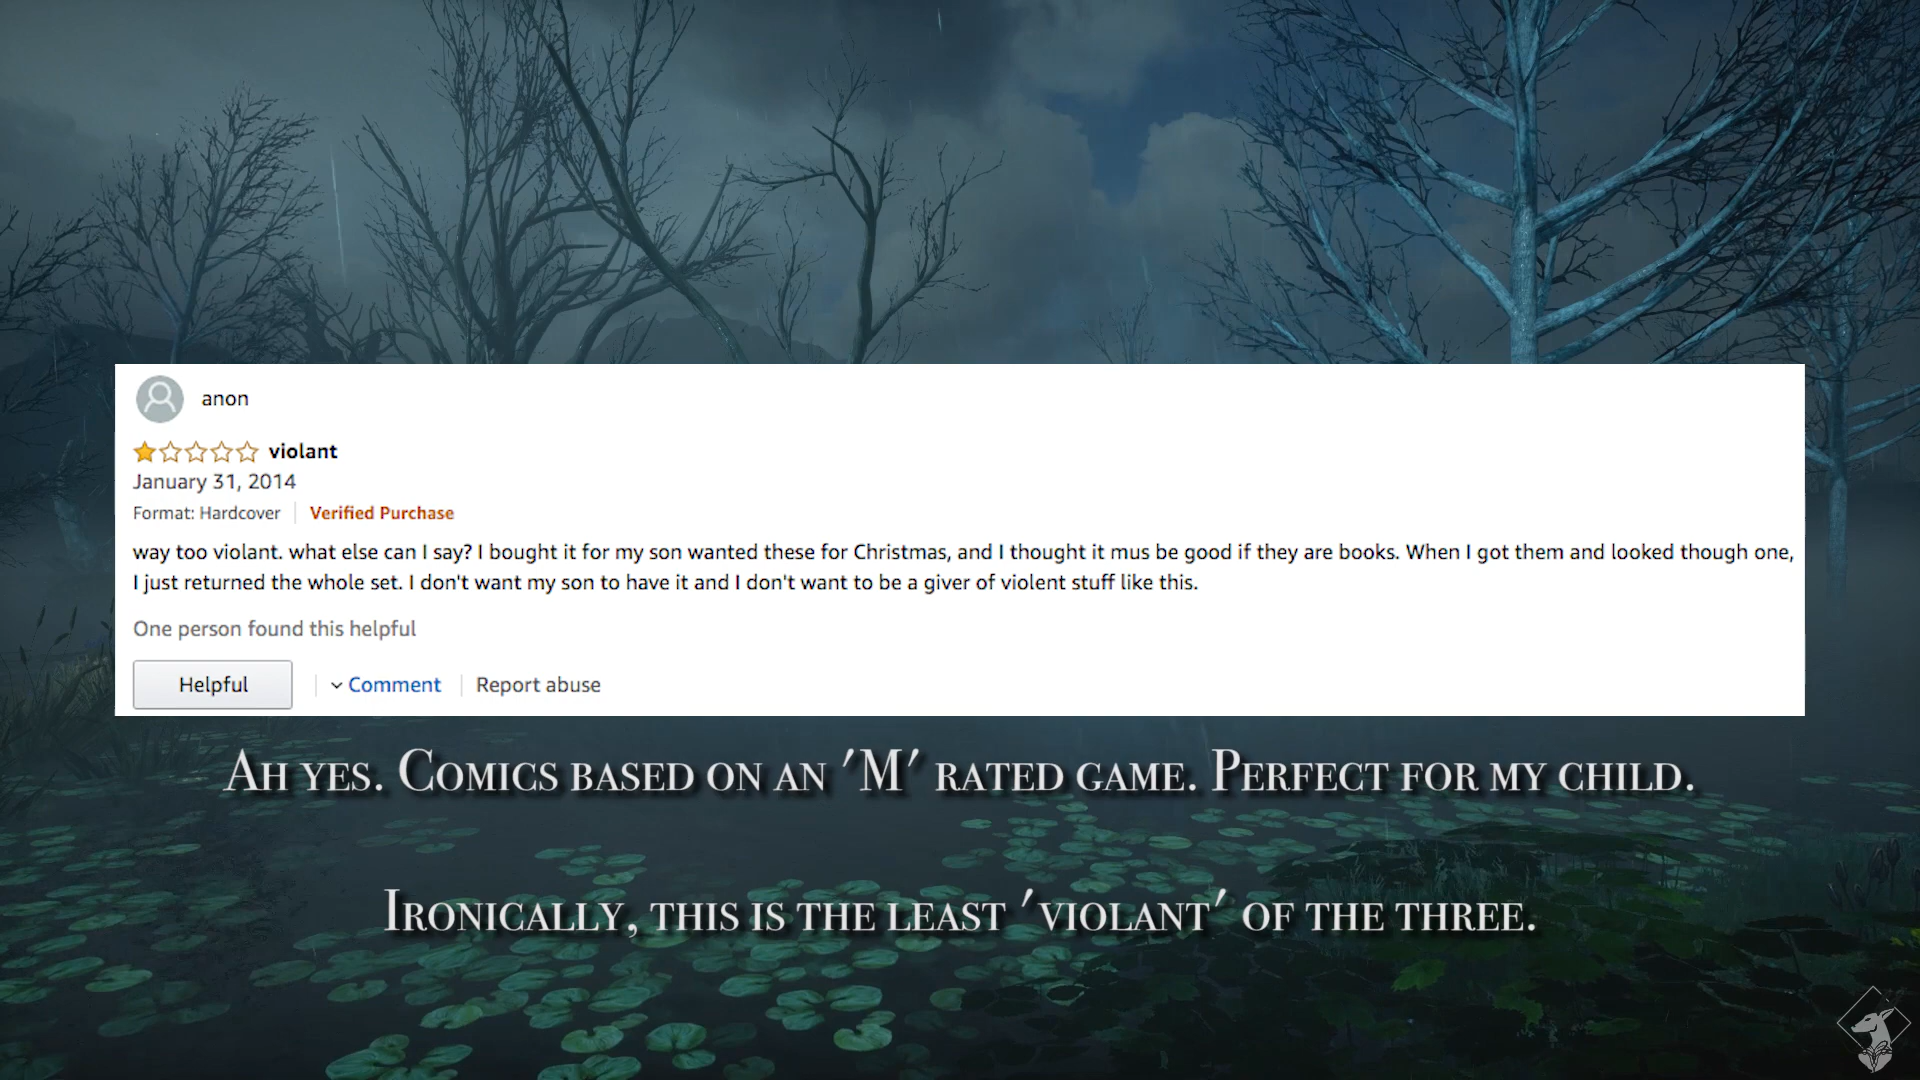 anon
violant
January 31, 2014
Format: Hardcover
Verified Purchase
way too violant. what else can I say? I bought it for my son wanted these for Christmas, and I thought it mus be good if they are books. When I got them and looked though one,
I just returned the whole set. I don't want my son to have it and I don't want to be a giver of violent stuff like this.
One person found this helpful
Helpful
Comment
Report abuse
Ah yes. Comics based on an 'M' rated game. Perfect for my child.
Ironically, this is the least 'violant' of the three.